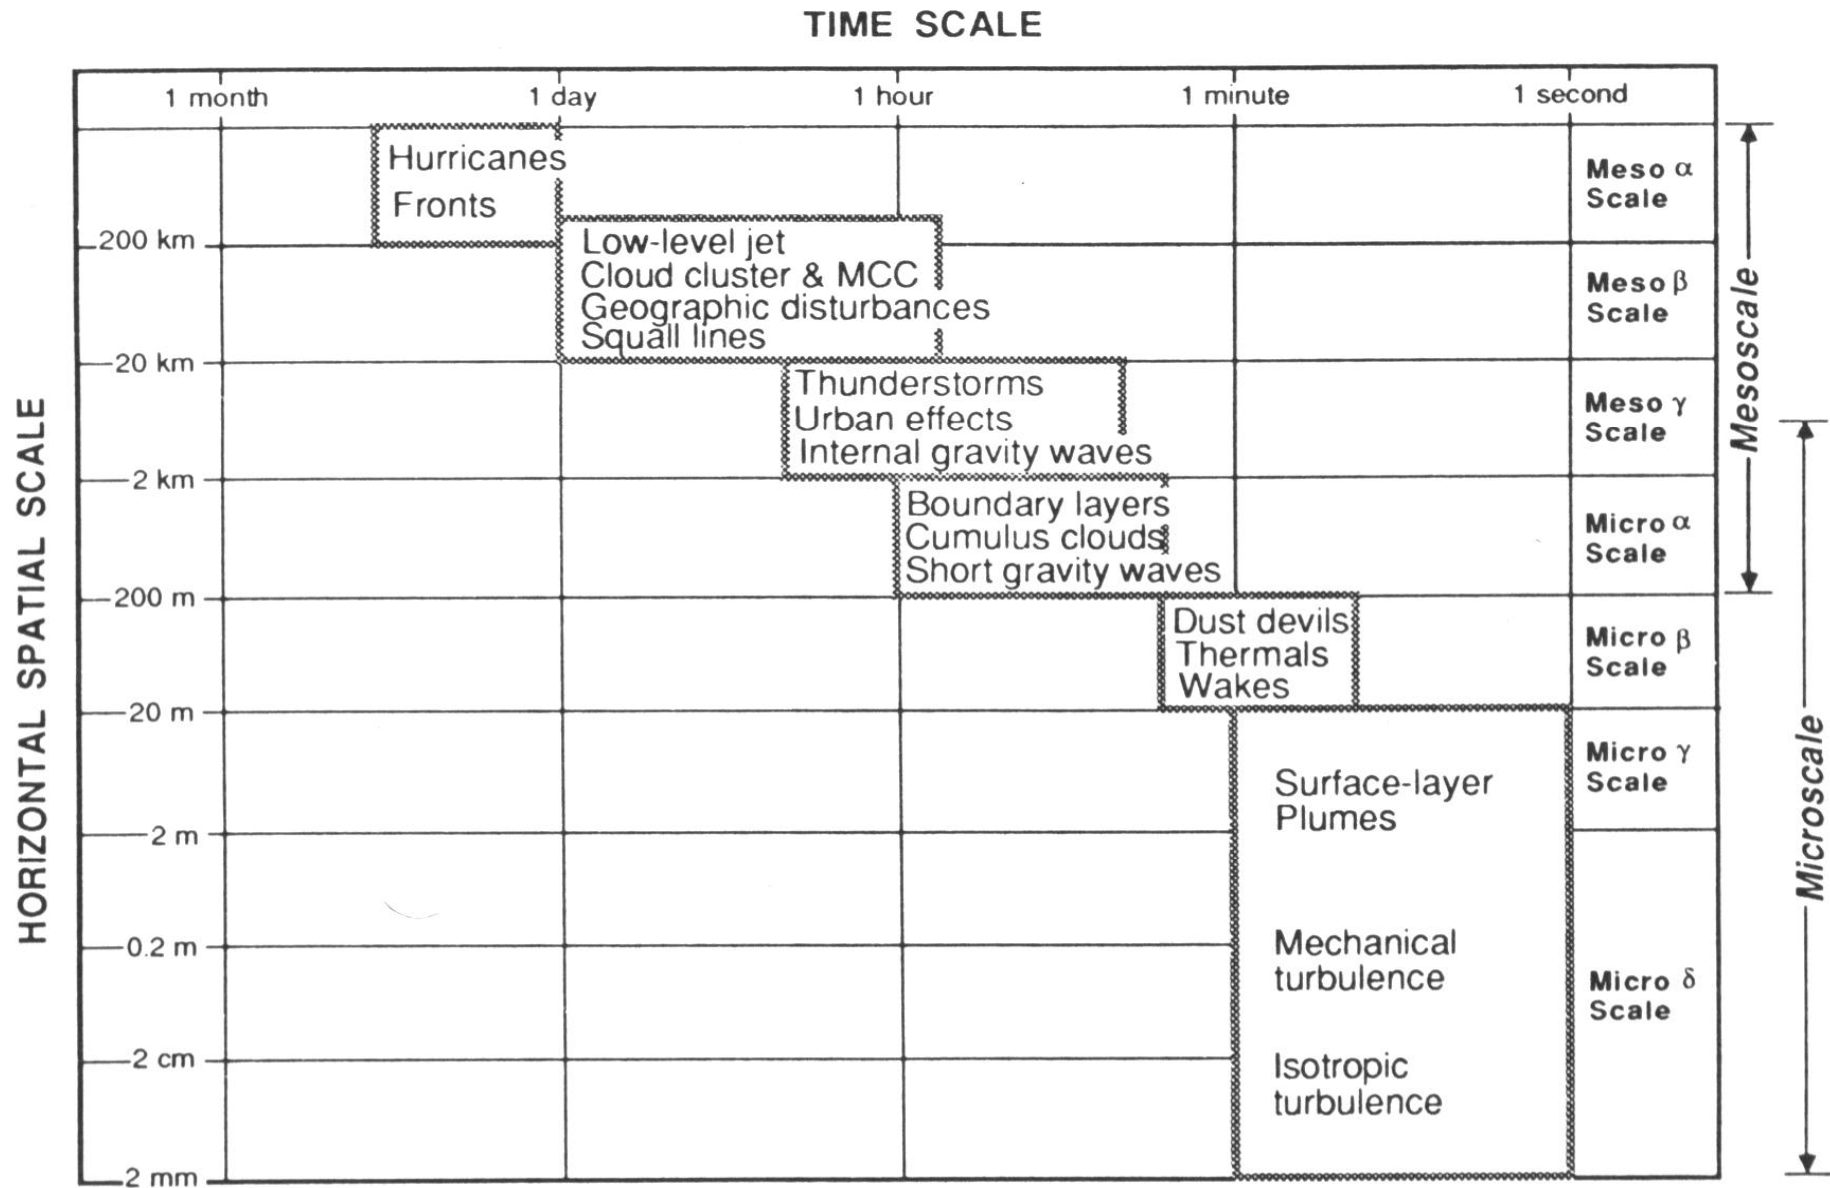 TIME SCALE
1 month
1 day
1 hour
1 minute
1 second
HORIZONTAL SPATIAL SCALE
200 km
20 km
2 km
200 m
20 m
2 m
0.2 m
2 cm
2 mm
Hurricanes
Fronts
Low-level jet
Cloud cluster & MCC
Geographic disturbances
Squall lines
Thunderstorms
Urban effects
Internal gravity waves
Boundary layers
Cumulus clouds
Short gravity waves
Dust devils
Thermals
Wakes
Surface-layer
Plumes
Mechanical
turbulence
Isotropic
turbulence
Meso α
Scale
Meso β
Scale
Meso γ
Scale
Micro α
Scale
Micro β
Scale
Micro γ
Scale
Micro δ
Scale
Mesoscale
Microscale